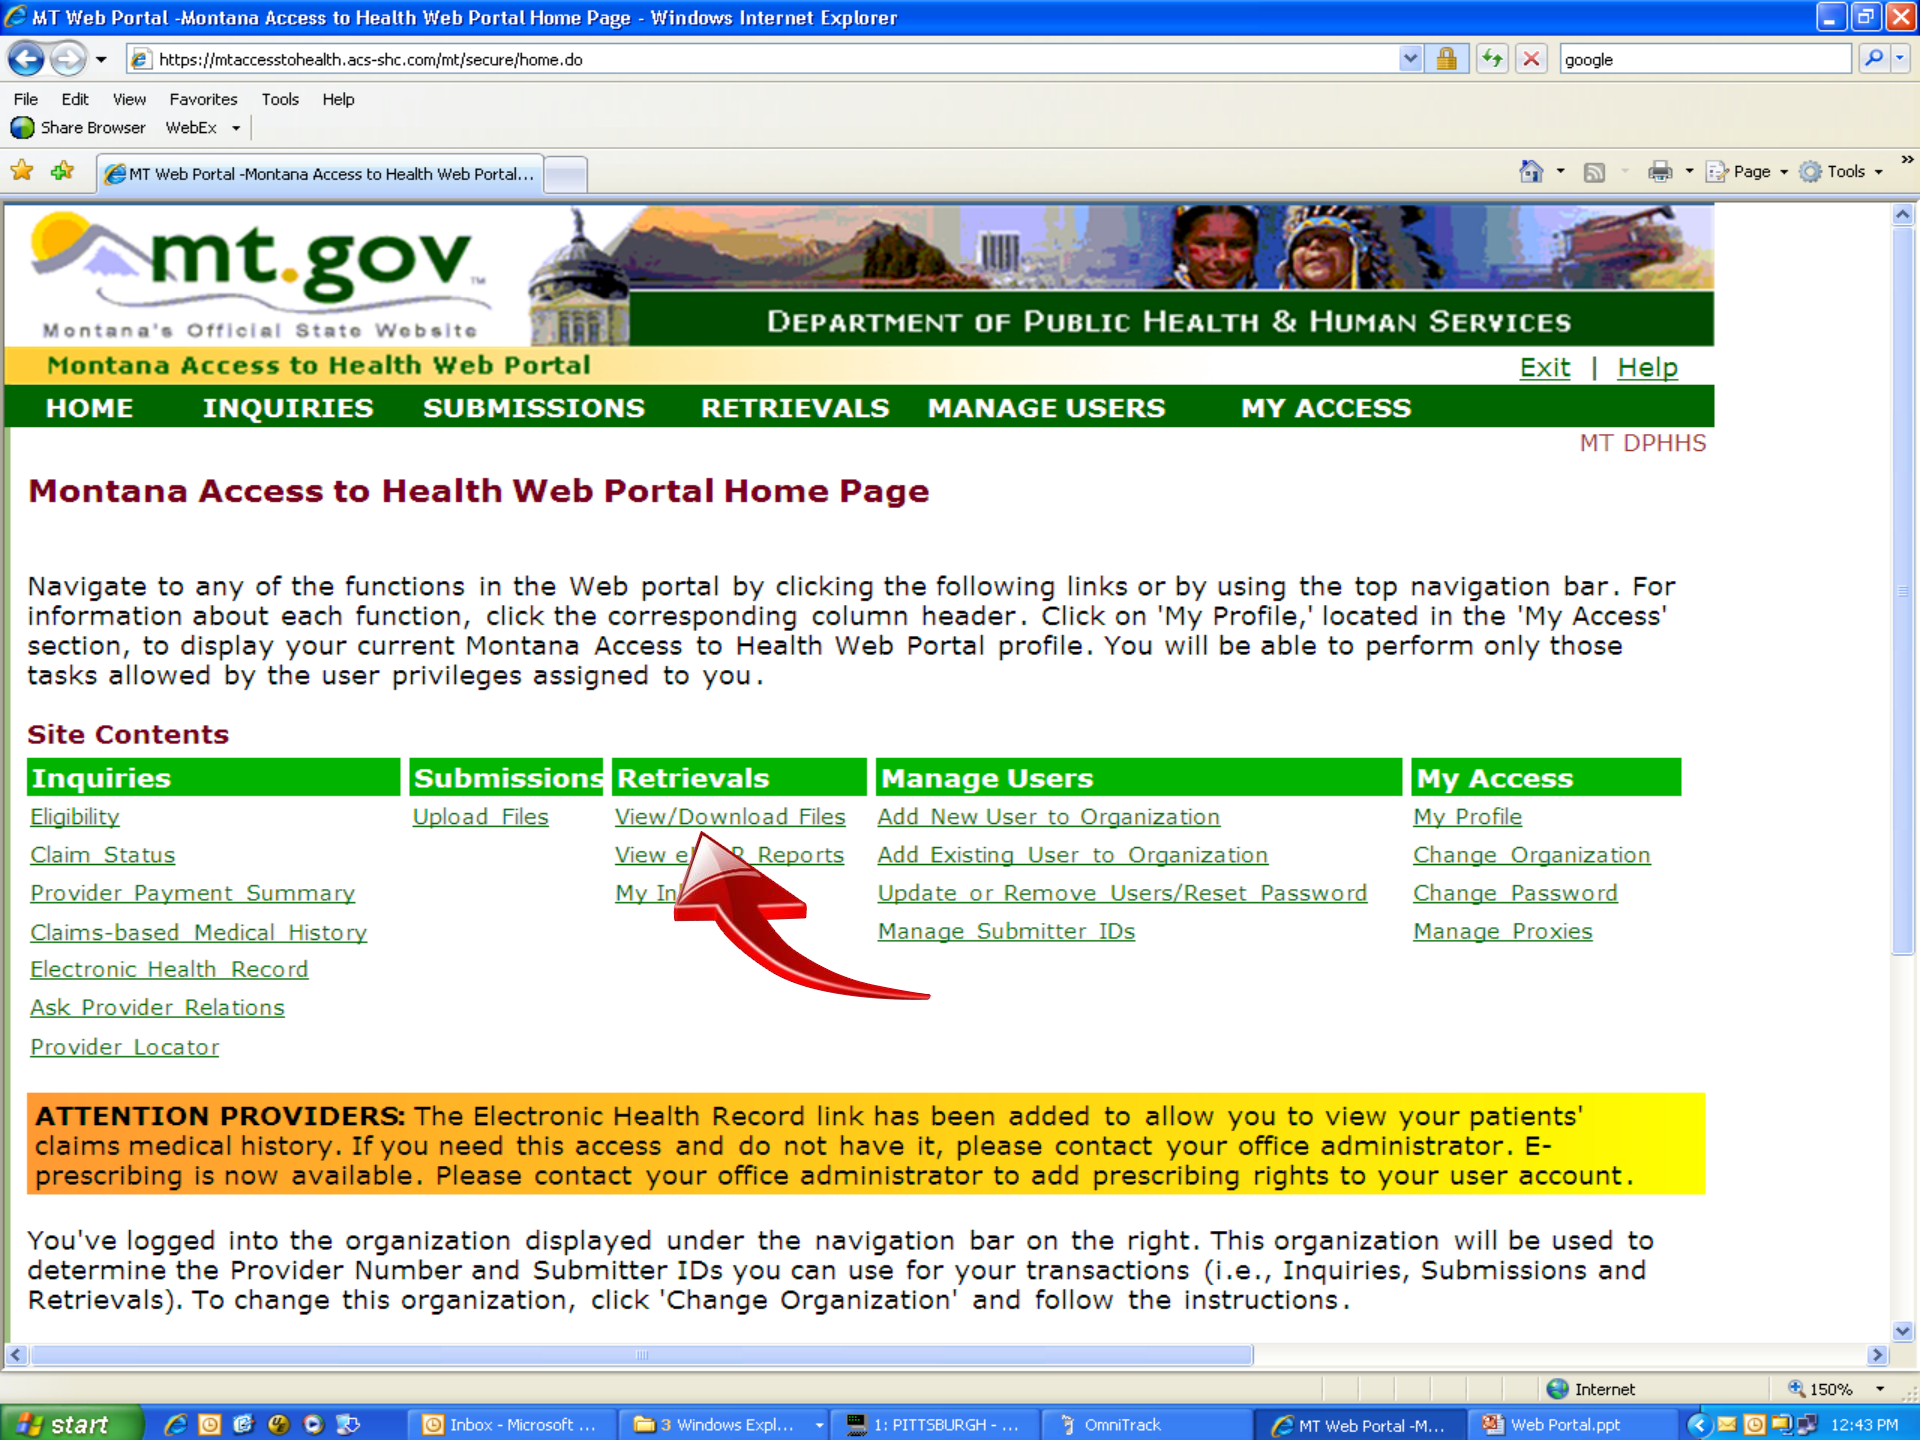 MT Web Portal -Montana Access to Health Web Portal Home Page - Windows Internet Explorer
https://mtaccesstohealth.acs-shc.com/mt/secure/home.do
google
File Edit View Favorites Tools Help
Share Browser WebEx
MT Web Portal -Montana Access to Health Web Portal...
Page Tools »
mt.gov™
Montana's Official State Website
DEPARTMENT OF PUBLIC HEALTH & HUMAN SERVICES
Montana Access to Health Web Portal
Exit | Help
HOME INQUIRIES SUBMISSIONS RETRIEVALS MANAGE USERS MY ACCESS
MT DPHHS
Montana Access to Health Web Portal Home Page
Navigate to any of the functions in the Web portal by clicking the following links or by using the top navigation bar. For
information about each function, click the corresponding column header. Click on 'My Profile,' located in the 'My Access'
section, to display your current Montana Access to Health Web Portal profile. You will be able to perform only those
tasks allowed by the user privileges assigned to you.
Site Contents
Inquiries Submissions Retrievals Manage Users My Access
Eligibility Upload Files View/Download Files Add New User to Organization My Profile
Claim Status View Reports Add Existing User to Organization Change Organization
Provider Payment Summary My Update or Remove Users/Reset Password Change Password
Claims-based Medical History Manage Submitter IDs Manage Proxies
Electronic Health Record
Ask Provider Relations
Provider Locator
ATTENTION PROVIDERS: The Electronic Health Record link has been added to allow you to view your patients'
claims medical history. If you need this access and do not have it, please contact your office administrator. E-
prescribing is now available. Please contact your office administrator to add prescribing rights to your user account.
You've logged into the organization displayed under the navigation bar on the right. This organization will be used to
determine the Provider Number and Submitter IDs you can use for your transactions (i.e., Inquiries, Submissions and
Retrievals). To change this organization, click 'Change Organization' and follow the instructions.
Internet 150%
start Inbox - Microsoft ... 3 Windows Expl... 1: PITTSBURGH - ... OmniTrack MT Web Portal -M... Web Portal.ppt 12:43 PM